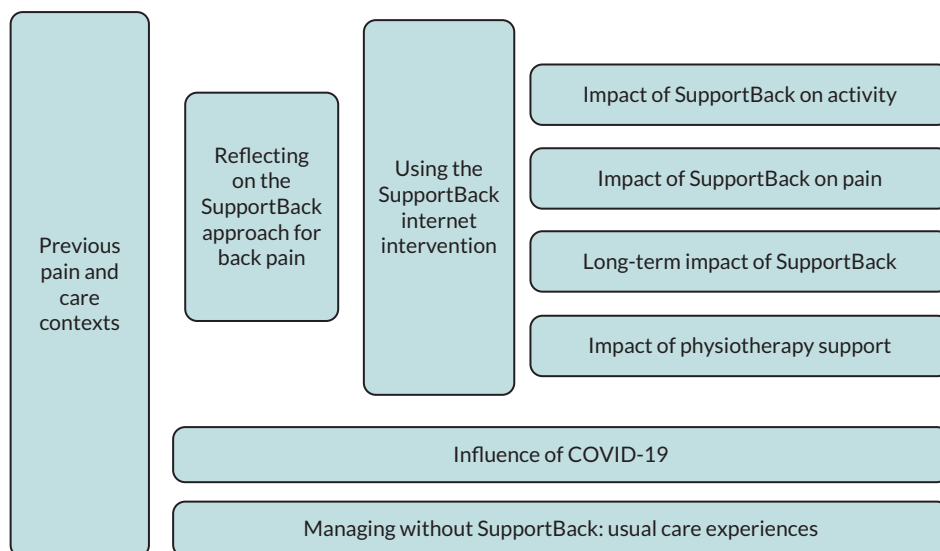 Previous
pain and
care
contexts
Reflecting
on the
SupportBack
approach for
back pain
Using the
SupportBack
internet
intervention
Impact of SupportBack on activity
Impact of SupportBack on pain
Long-term impact of SupportBack
Impact of physiotherapy support
Influence of COVID-19
Managing without SupportBack: usual care experiences